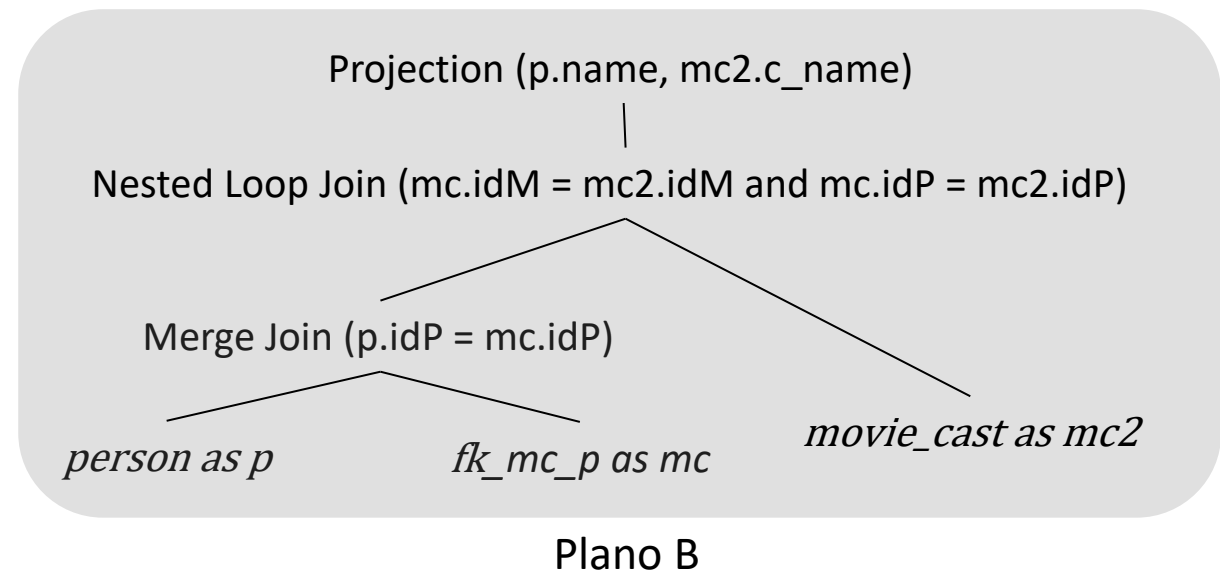 Projection (p.name, mc2.c_name)
Nested Loop Join (mc.idM = mc2.idM and mc.idP = mc2.idP)
Merge Join (p.idP = mc.idP)
person as p
fk_mc_p as mc
movie_cast as mc2
Plano B